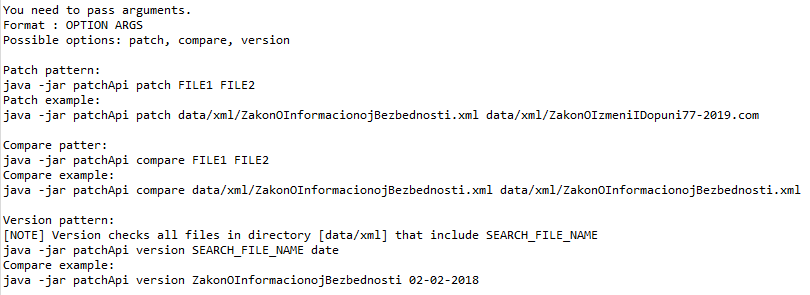 You need to pass arguments.
Format : OPTION ARGS
Possible options: patch, compare, version

Patch pattern:
java -jar patchApi patch FILE1 FILE2
Patch example:
java -jar patchApi patch data/xml/ZakonOInformacionojBezbednosti.xml data/xml/ZakonOIzmeniIDopuni77-2019.com

Compare patter:
java -jar patchApi compare FILE1 FILE2
Compare example:
java -jar patchApi compare data/xml/ZakonOInformacionojBezbednosti.xml data/xml/ZakonOInformacionojBezbednosti.xml

Version pattern:
[NOTE] Version checks all files in directory [data/xml] that include SEARCH_FILE_NAME
java -jar patchApi version SEARCH_FILE_NAME date
Compare example:
java -jar patchApi version ZakonOInformacionojBezbednosti 02-02-2018